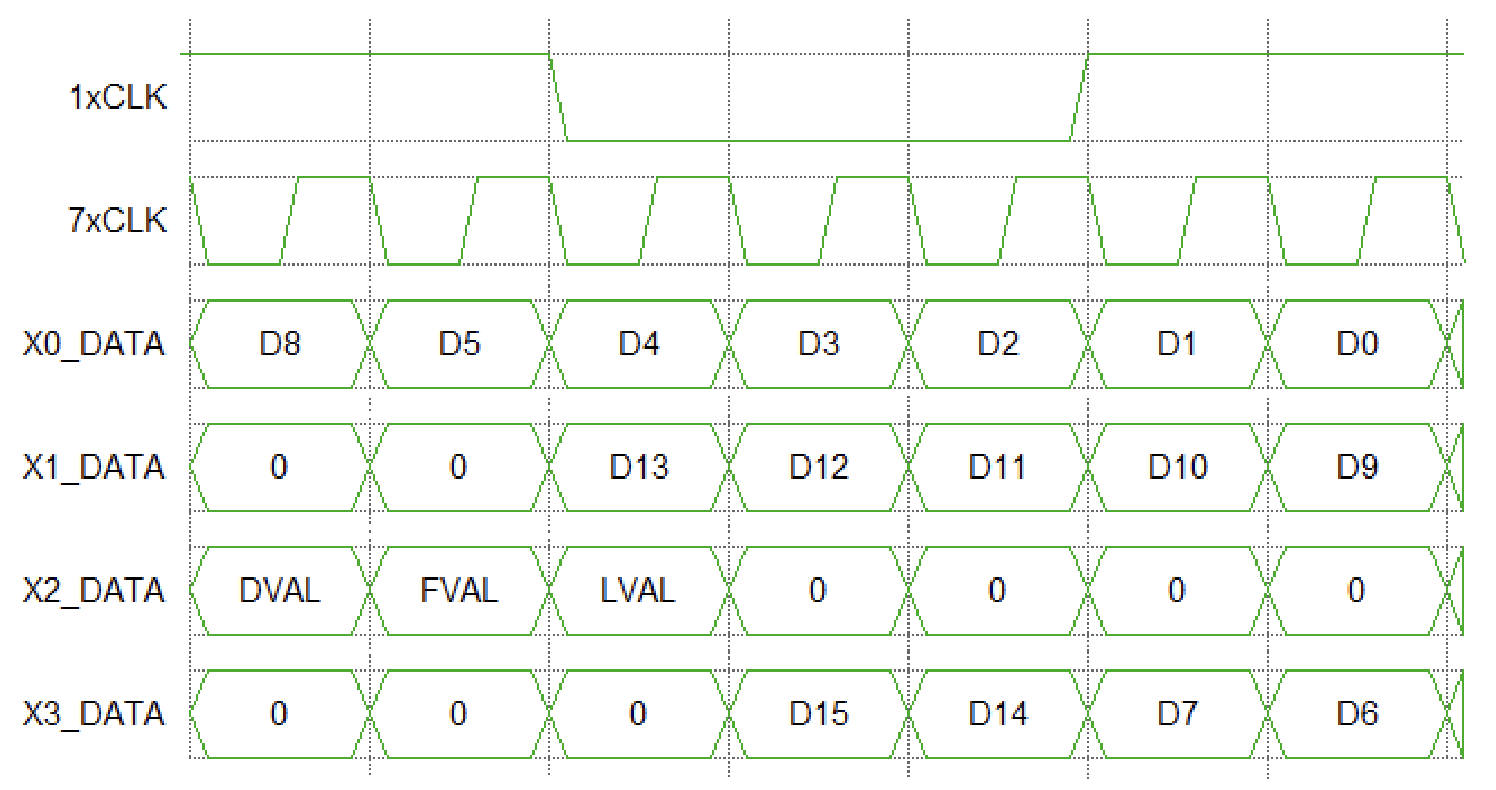 1xCLK
7xCLK
X0_DATA D8 D5 D4 D3 D2 D1 D0
X1_DATA 0 0 D13 D12 D11 D10 D9
X2_DATA DVAL FVAL LVAL 0 0 0 0
X3_DATA 0 0 0 D15 D14 D7 D6